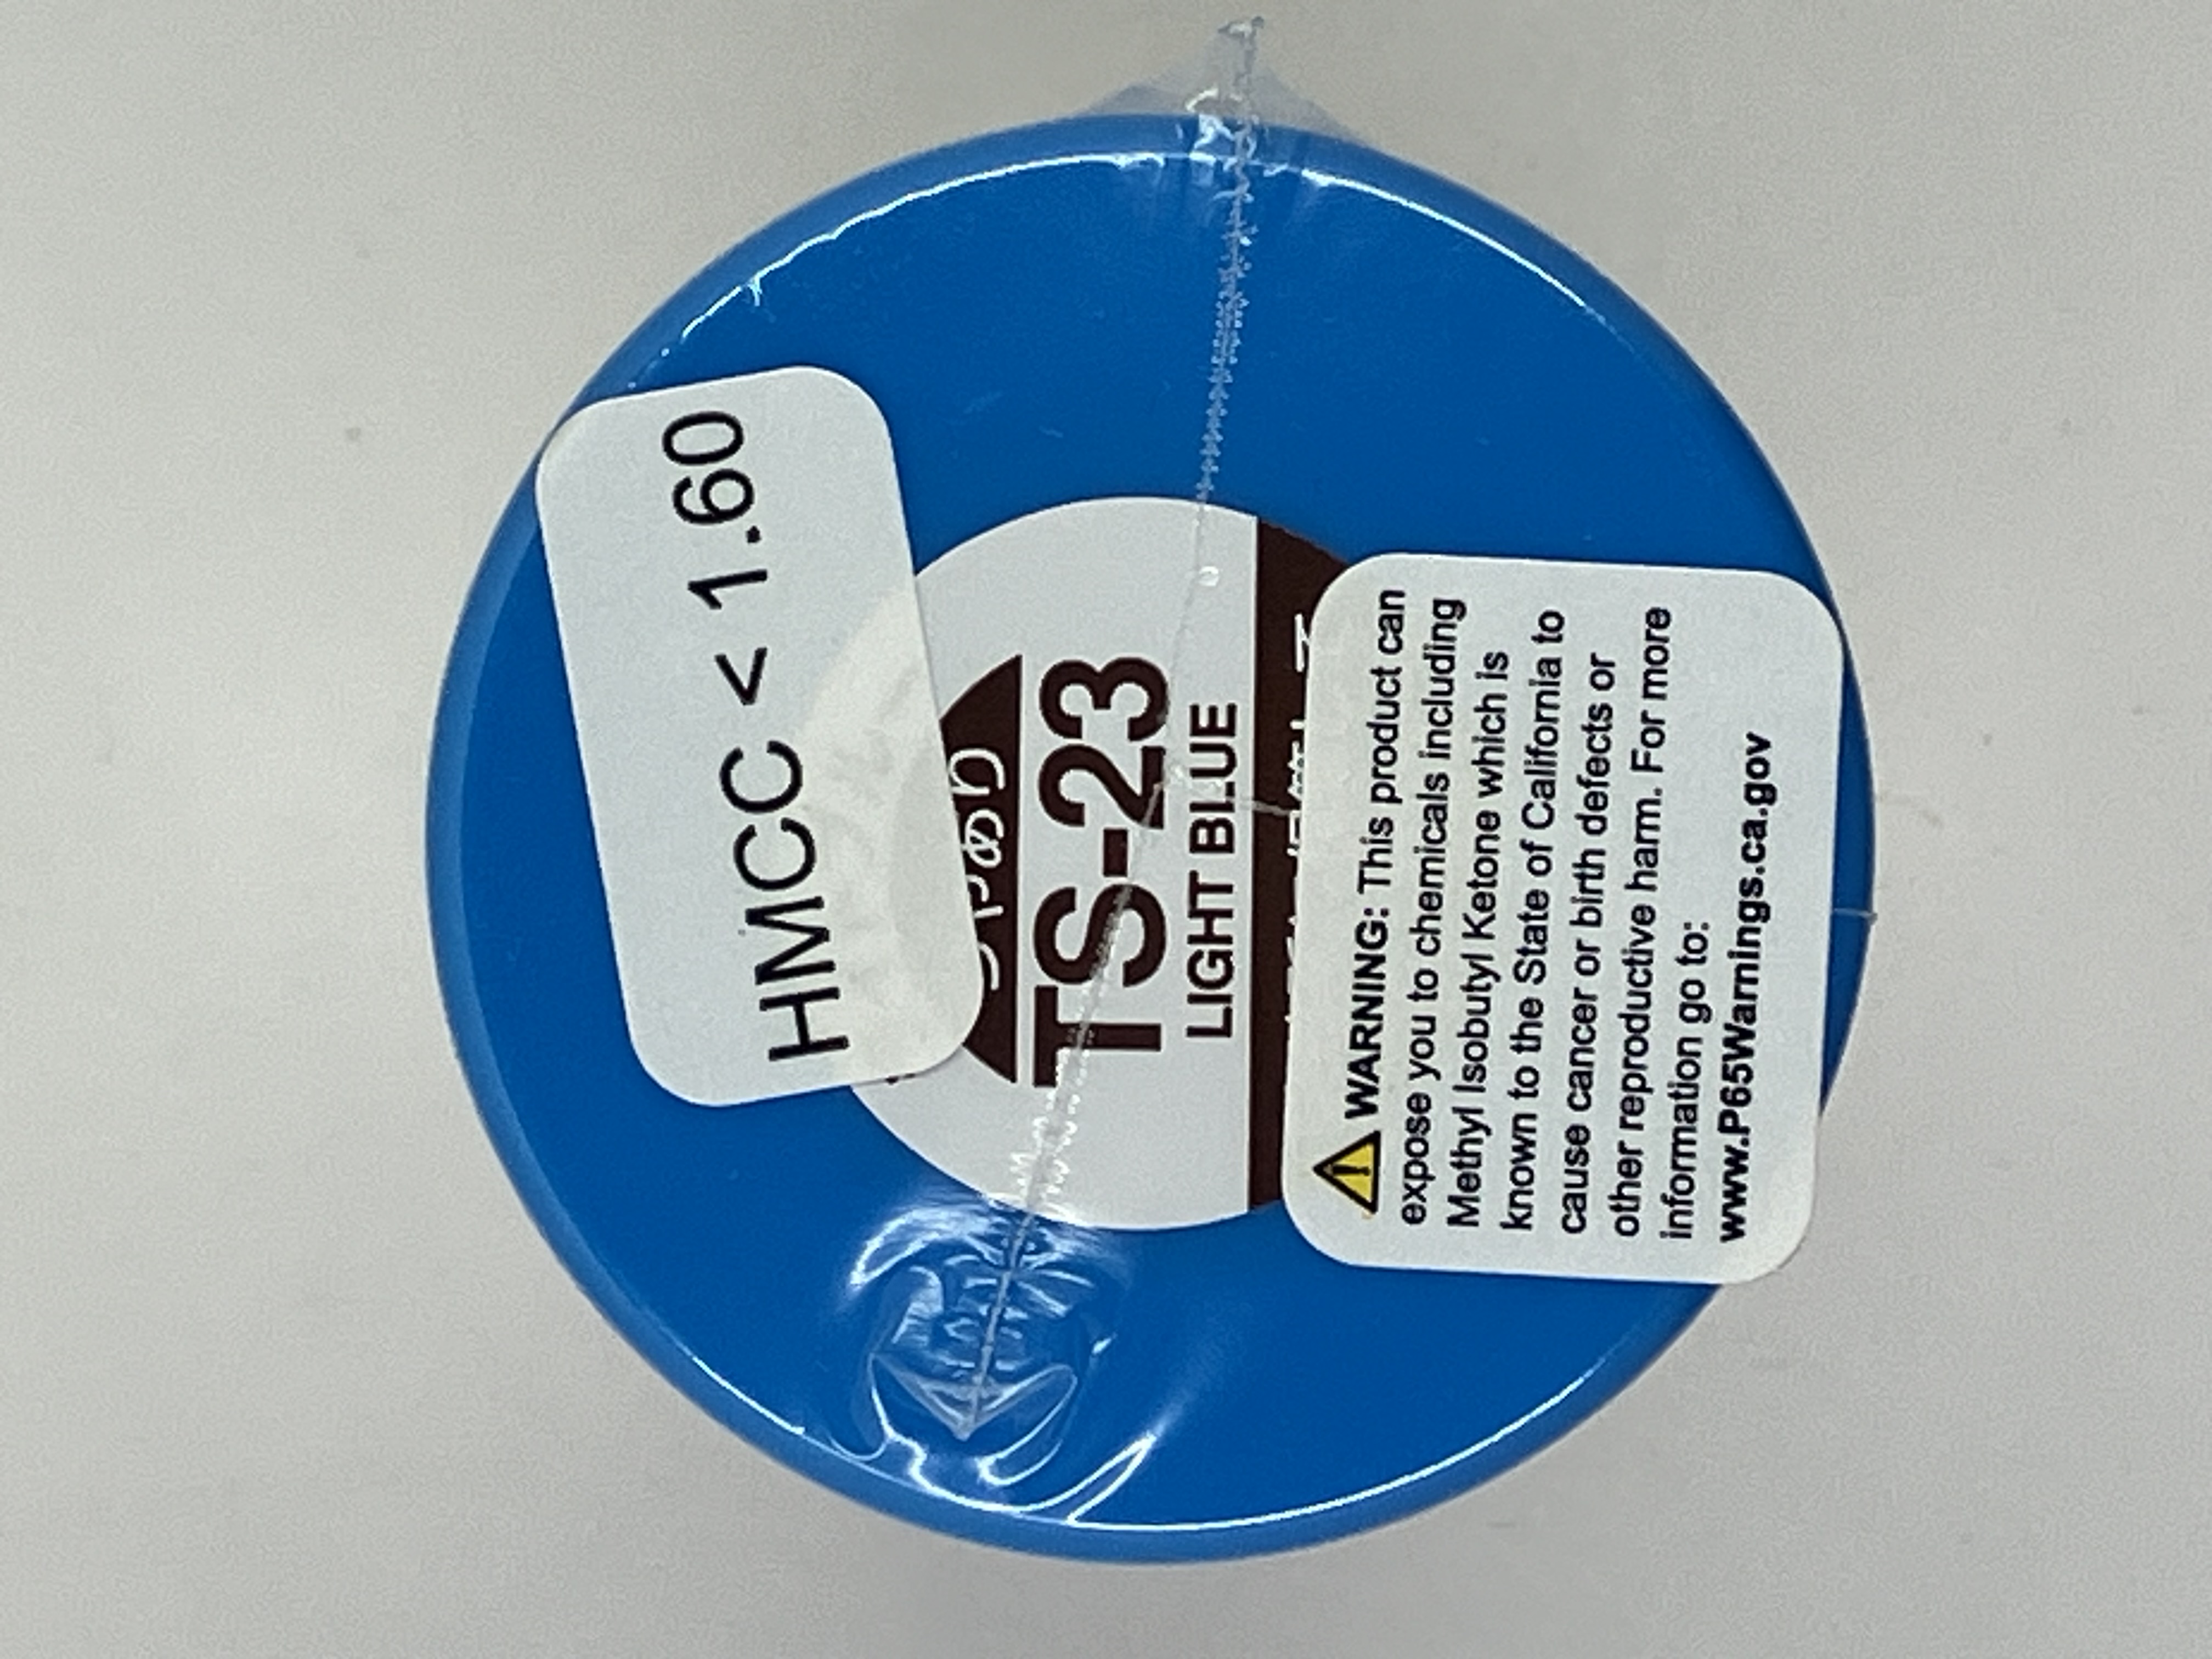 HMCC < 1.60
TS-23
LIGHT BLUE
WARNING: This product can
expose you to chemicals including
Methyl Isobutyl Ketone which is
known to the State of California to
cause cancer or birth defects or
other reproductive harm. For more
information go to:
www.P65Warnings.ca.gov